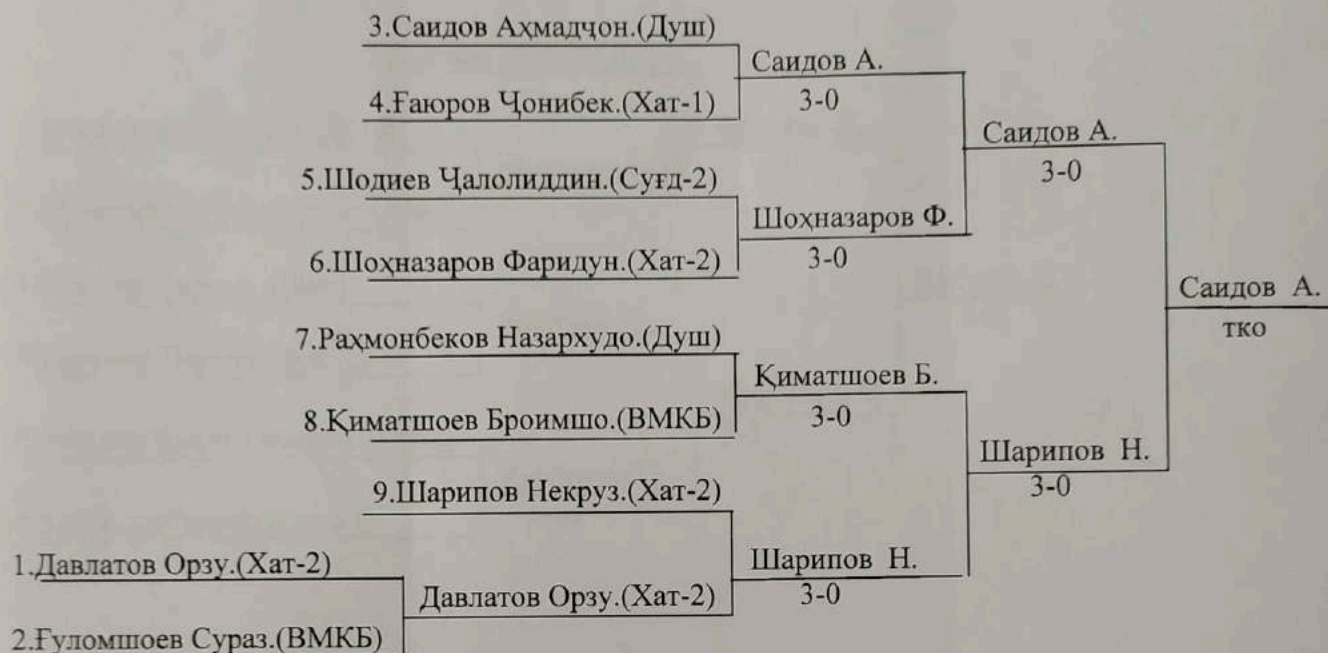 3.Саидов Аҳмадҷон.(Душ)
Саидов А.
4.Ғаюров Ҷонибек.(Хат-1)
3-0
Саидов А.
3-0
5.Шодиев Ҷалолиддин.(Суғд-2)
Шоҳназаров Ф.
6.Шоҳназаров Фаридун.(Хат-2)
3-0
Саидов А.
тко
7.Раҳмонбеков Назархудо.(Душ)
Қиматшоев Б.
8.Қиматшоев Броимшо.(ВМКБ)
3-0
Шарипов Н.
3-0
9.Шарипов Некруз.(Хат-2)
Шарипов Н.
1.Давлатов Орзу.(Хат-2)
Давлатов Орзу.(Хат-2)
3-0
2.Ғуломшоев Сураз.(ВМКБ)